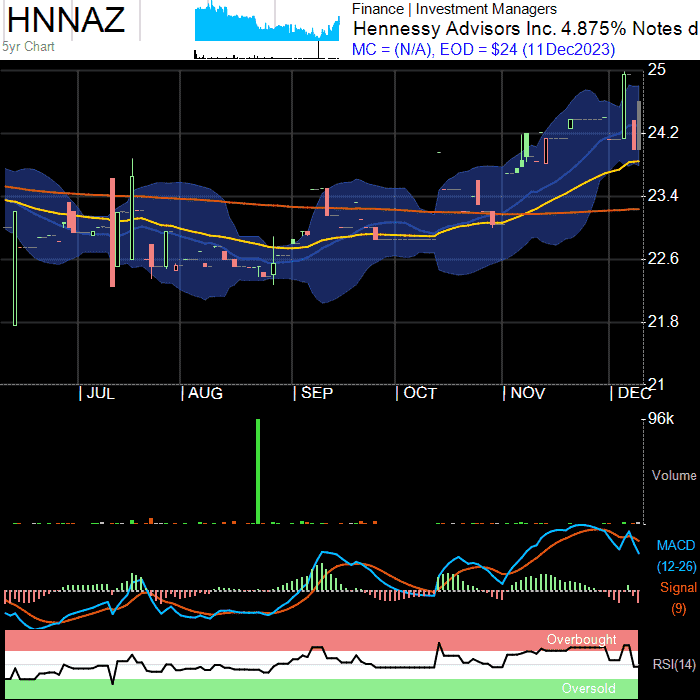 HNNAZ
5yr Chart
Finance | Investment Managers
Hennessy Advisors Inc. 4.875% Notes d
MC = (N/A), EOD = $24 (11Dec2023)
25
24.2
23.4
22.6
21.8
21
JUL
AUG
SEP
OCT
NOV
DEC
96k
Volume
MACD
(12-26)
Signal
(9)
Overbought
RSI(14)
Oversold